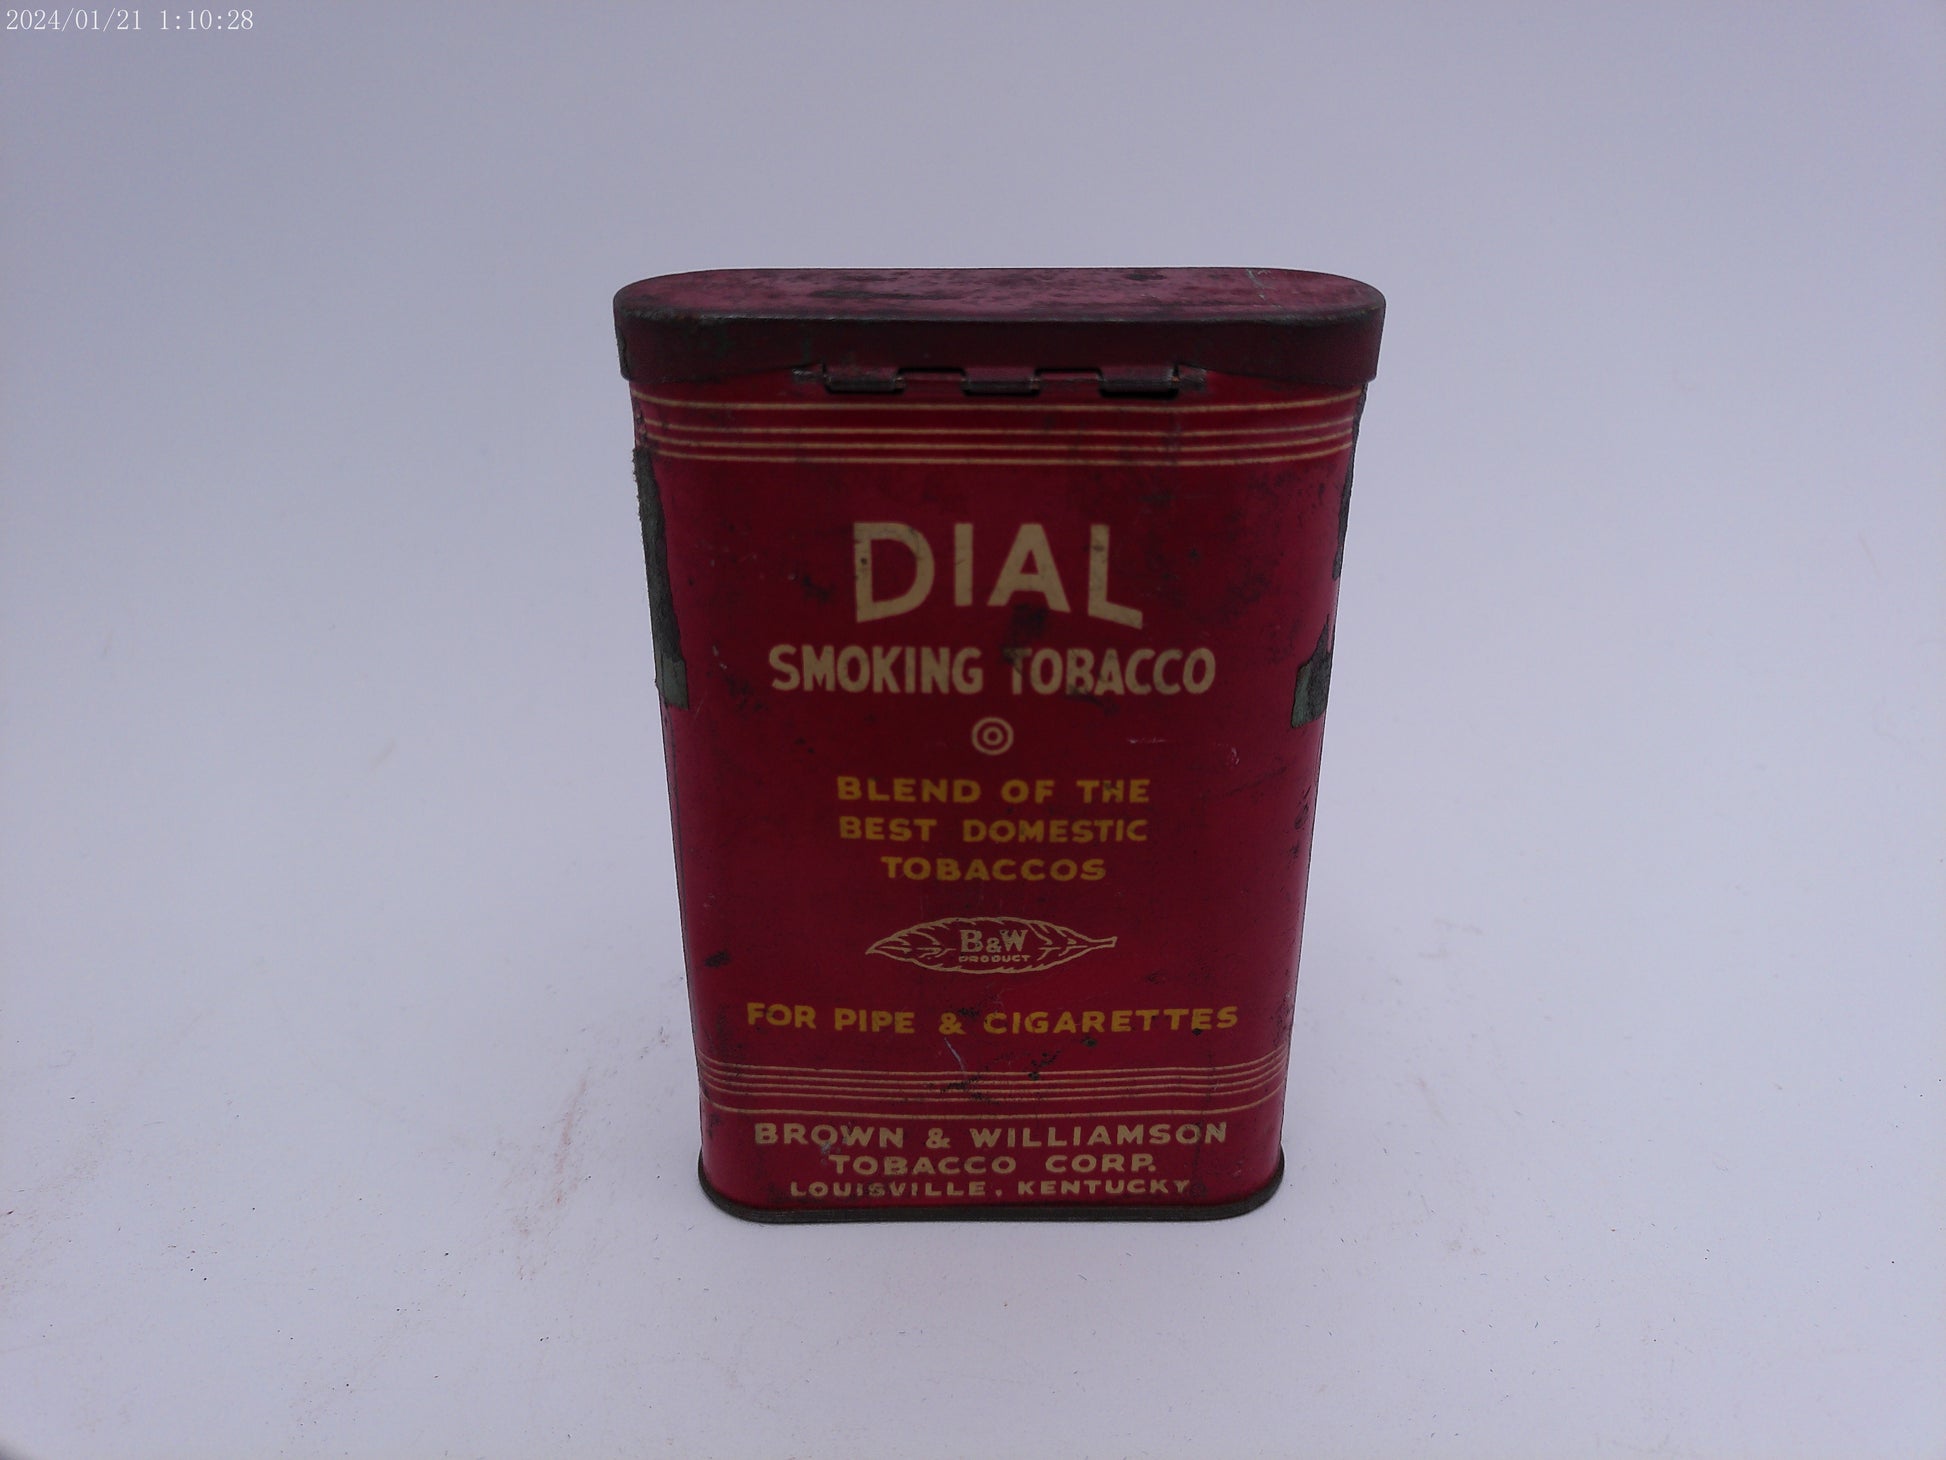 2024/01/21 1:10:28
DIAL
SMOKING TOBACCO
BLEND OF THE
BEST DOMESTIC
TOBACCOS
B&W
PRODUCT
FOR PIPE & CIGARETTES
BROWN & WILLIAMSON
TOBACCO CORP.
LOUISVILLE, KENTUCKY